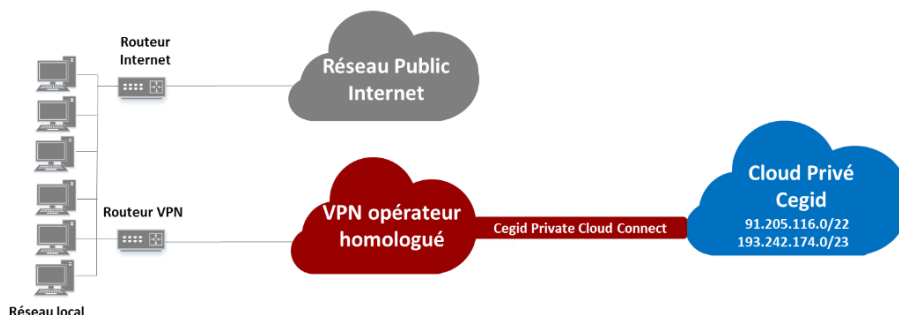 Routeur
Internet
Réseau Public
Internet
Routeur VPN
VPN opérateur
homologué
Cegid Private Cloud Connect
Cloud Privé
Cegid
91.205.116.0/22
193.242.174.0/23
Réseau local